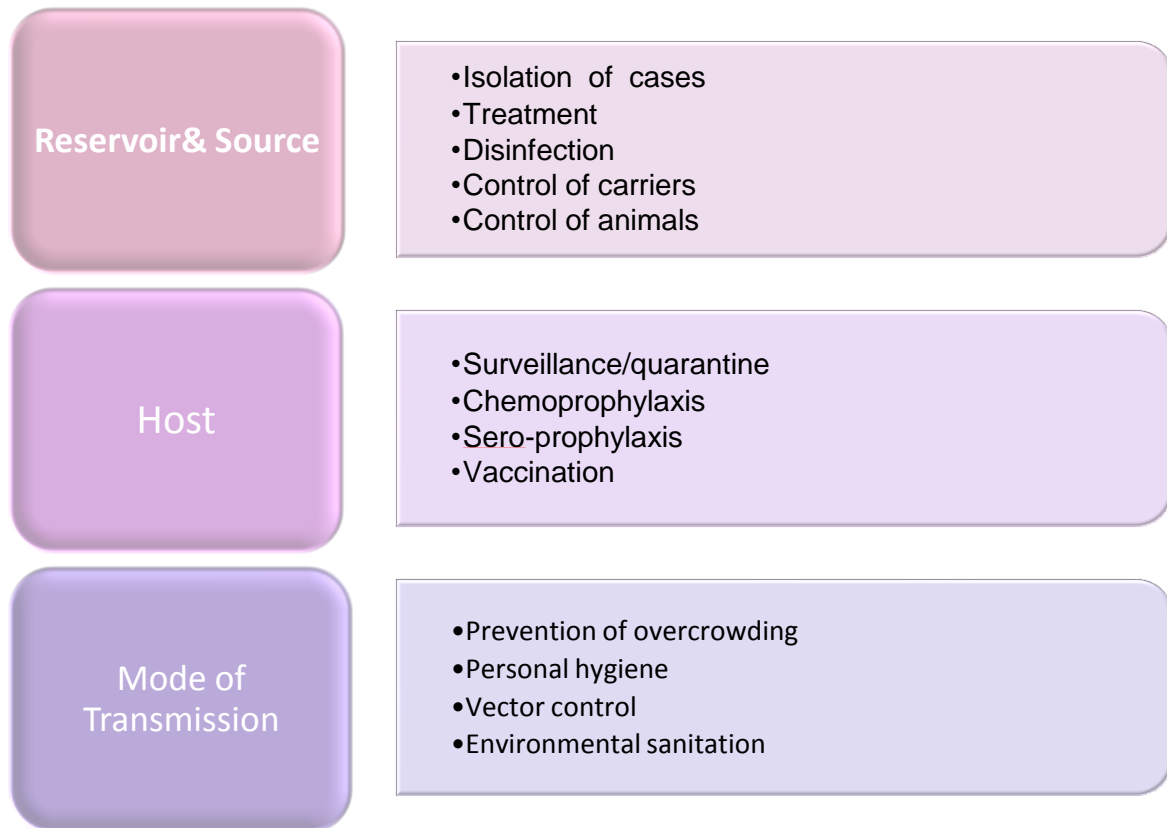 Reservoir& Source
•Isolation of cases
•Treatment
•Disinfection
•Control of carriers
•Control of animals
Host
•Surveillance/quarantine
•Chemoprophylaxis
•Sero-prophylaxis
•Vaccination
Mode of
Transmission
•Prevention of overcrowding
•Personal hygiene
•Vector control
•Environmental sanitation